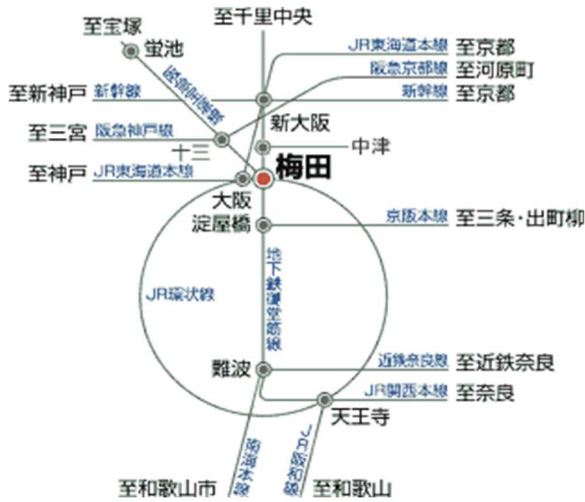 至千里中央
至宝塚
蛍池
JR東海道本線 至京都
阪急京都線 至河原町
至新神戸 新幹線
新幹線 至京都
阪急宝塚線
新大阪
至三宮 阪急神戸線
十三
中津
至神戸 JR東海道本線
梅田
大阪
淀屋橋
京阪本線 至三条・出町柳
地下鉄御堂筋線
JR環状線
難波
近鉄奈良線 至近鉄奈良
JR関西本線 至奈良
天王寺
南海本線
JR阪和線
至和歌山市
至和歌山